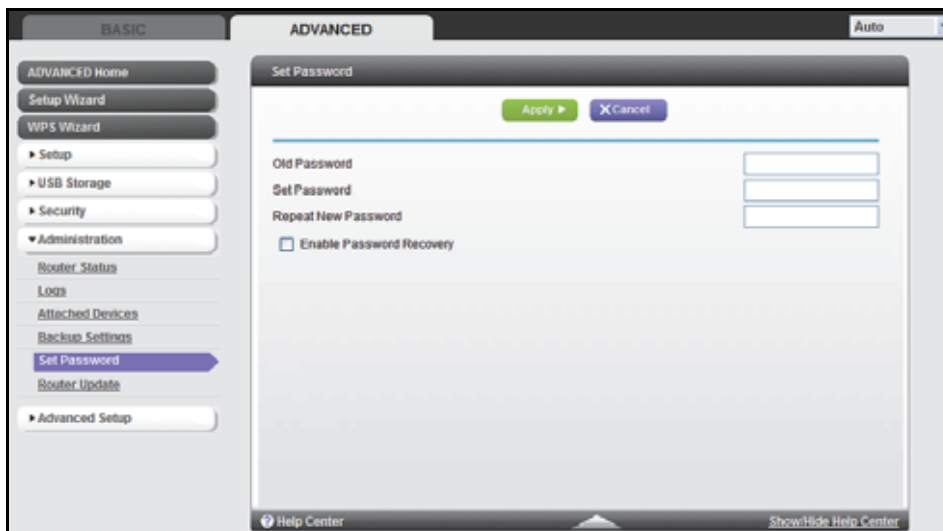 BASIC
ADVANCED
Auto
ADVANCED Home
Setup Wizard
WPS Wizard
Setup
USB Storage
Security
Administration
Router Status
Logs
Attached Devices
Backup Settings
Set Password
Router Update
Advanced Setup
Set Password
Apply
Cancel
Old Password
Set Password
Repeat New Password
Enable Password Recovery
Help Center
Show/Hide Help Center